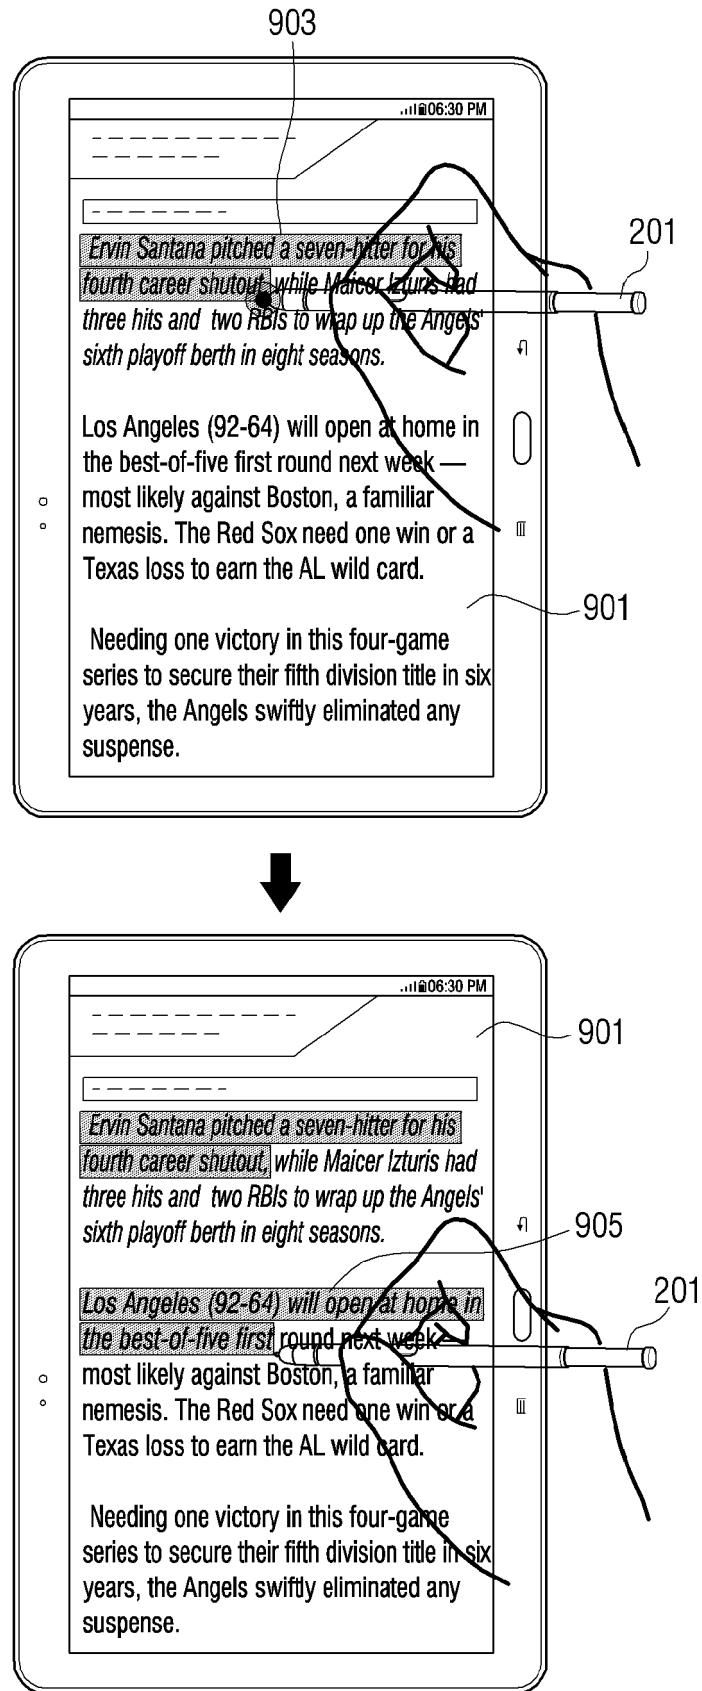 903
06:30 PM
Ervin Santana pitched a seven-hitter for his
201
fourth career shutout, while Maicer Izturis had
three hits and two RBIs to wrap up the Angels'
sixth playoff berth in eight seasons.
Los Angeles (92-64) will open at home in
the best-of-five first round next week —
most likely against Boston, a familiar
nemesis. The Red Sox need one win or a
Texas loss to earn the AL wild card.
901
Needing one victory in this four-game
series to secure their fifth division title in six
years, the Angels swiftly eliminated any
suspense.
06:30 PM
901
Ervin Santana pitched a seven-hitter for his
fourth career shutout, while Maicer Izturis had
three hits and two RBIs to wrap up the Angels'
sixth playoff berth in eight seasons.
905
Los Angeles (92-64) will open at home in
201
the best-of-five first round next week
most likely against Boston, a familiar
nemesis. The Red Sox need one win or a
Texas loss to earn the AL wild card.
Needing one victory in this four-game
series to secure their fifth division title in six
years, the Angels swiftly eliminated any
suspense.